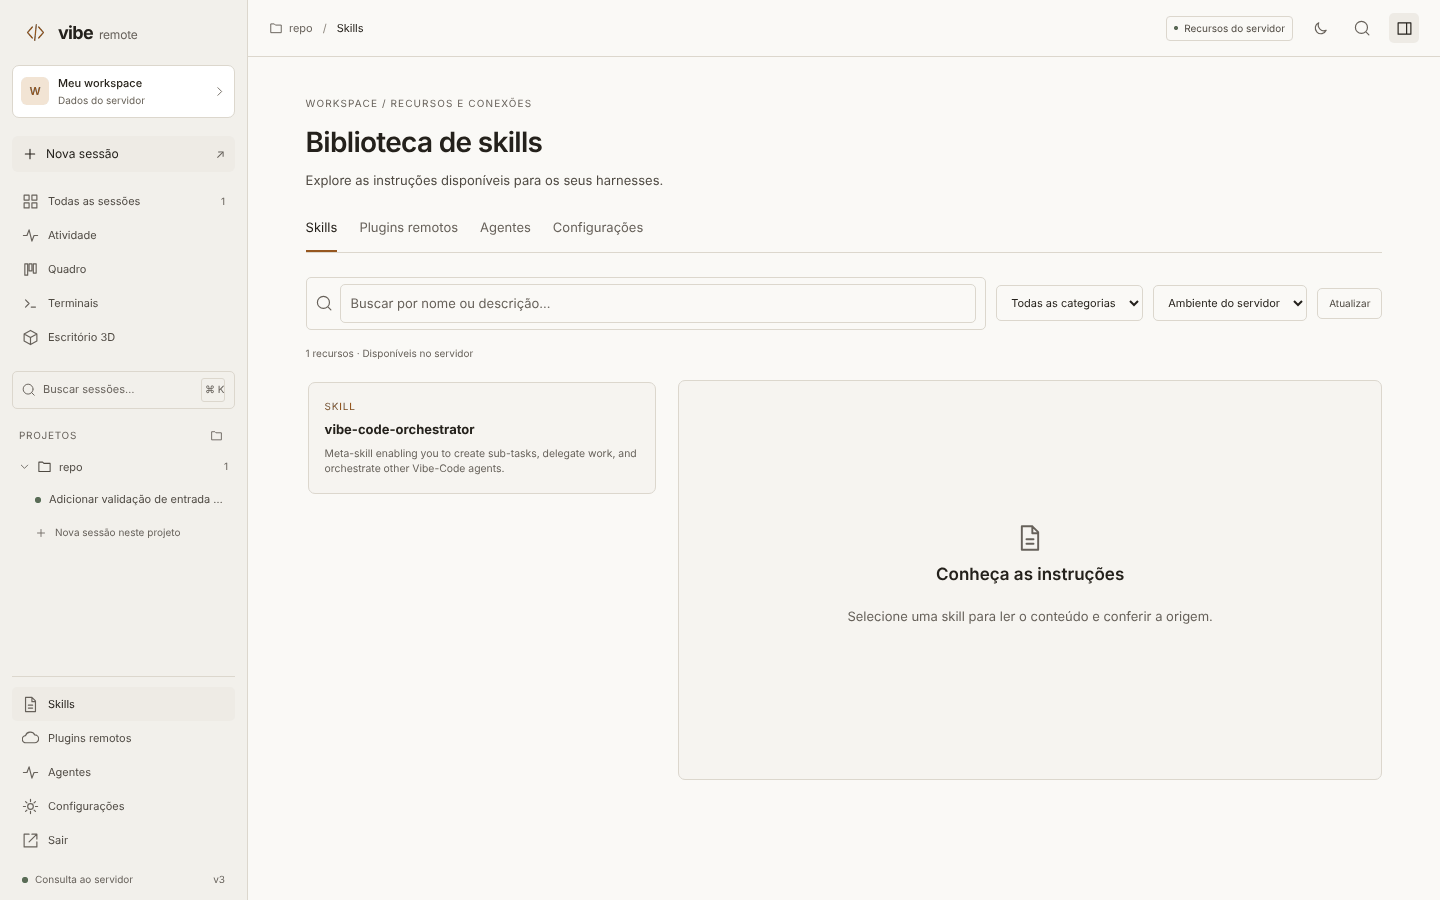 vibe remote
Meu workspace
W
Dados do servidor
Nova sessão
Todas as sessões 1
Atividade
Quadro
Terminais
Escritório 3D
Buscar sessões... ⌘ K
PROJETOS
repo 1
Adicionar validação de entrada ...
Nova sessão neste projeto
Skills
Plugins remotos
Agentes
Configurações
Sair
Consulta ao servidor v3
repo / Skills
Recursos do servidor
WORKSPACE / RECURSOS E CONEXÕES
Biblioteca de skills
Explore as instruções disponíveis para os seus harnesses.
Skills Plugins remotos Agentes Configurações
Buscar por nome ou descrição... Todas as categorias Ambiente do servidor Atualizar
1 recursos · Disponíveis no servidor
SKILL
vibe-code-orchestrator
Meta-skill enabling you to create sub-tasks, delegate work, and
orchestrate other Vibe-Code agents.
Conheça as instruções
Selecione uma skill para ler o conteúdo e conferir a origem.